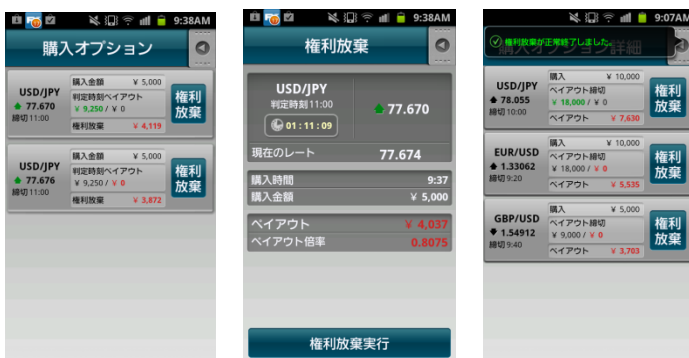 9:38AM
購入オプション
USD/JPY
77.670
締切 11:00
購入金額 ¥ 5,000
判定時刻ペイアウト
¥ 9,250 / ¥ 0
権利放棄 ¥ 4,119
権利
放棄
USD/JPY
77.676
締切 11:00
購入金額 ¥ 5,000
判定時刻ペイアウト
¥ 9,250 / ¥ 0
権利放棄 ¥ 3,872
権利
放棄
9:38AM
権利放棄
USD/JPY
判定時刻 11:00
01:11:09
77.670
現在のレート 77.674
購入時間 9:37
購入金額 ¥ 5,000
ペイアウト ¥ 4,037
ペイアウト倍率 0.8075
権利放棄実行
9:07AM
権利放棄が正常終了しました。
購入オプション詳細
USD/JPY
78.055
締切 10:00
購入 ¥ 10,000
ペイアウト締切
¥ 18,000 / ¥ 0
ペイアウト ¥ 7,630
権利
放棄
EUR/USD
1.33062
締切 9:20
購入 ¥ 10,000
ペイアウト締切
¥ 18,000 / ¥ 0
ペイアウト ¥ 5,535
権利
放棄
GBP/USD
1.54912
締切 9:40
購入 ¥ 5,000
ペイアウト締切
¥ 9,000 / ¥ 0
ペイアウト ¥ 3,703
権利
放棄